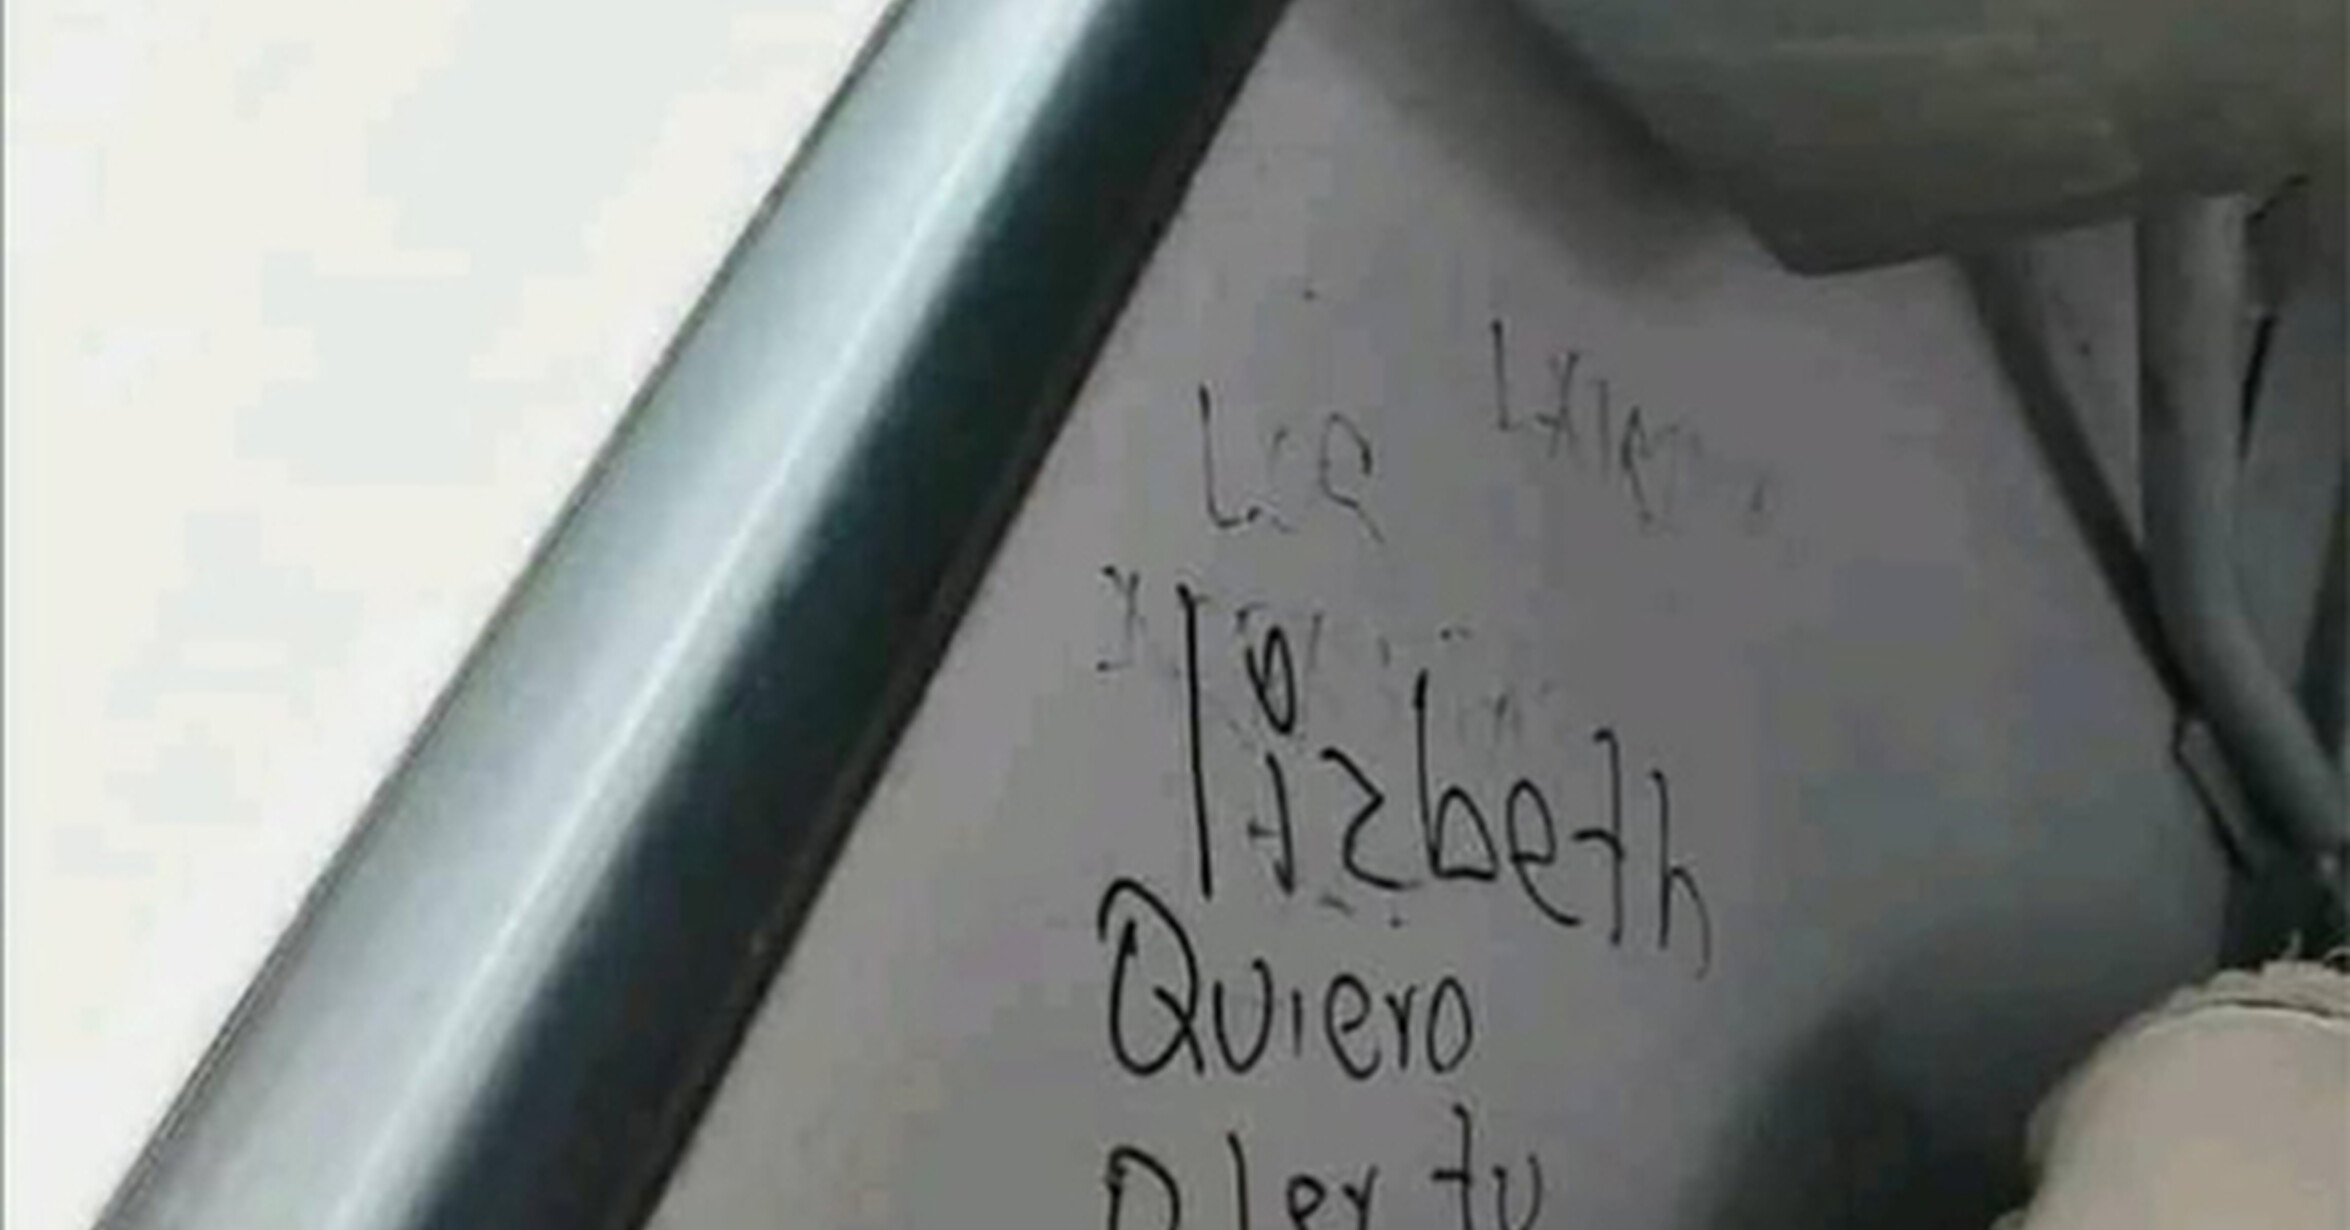 lizbeth
Quiero
oler tu